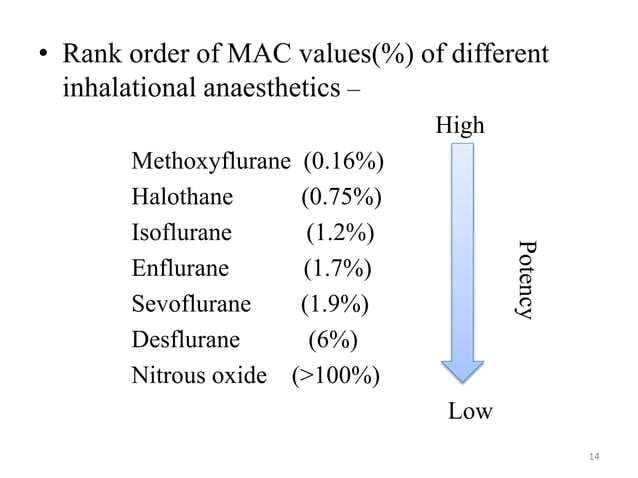 • Rank order of MAC values(%) of different
inhalational anaesthetics –
High
Methoxyflurane (0.16%)
Halothane (0.75%)
Isoflurane (1.2%)
Enflurane (1.7%)
Sevoflurane (1.9%)
Desflurane (6%)
Nitrous oxide (>100%)
Potency
Low
14